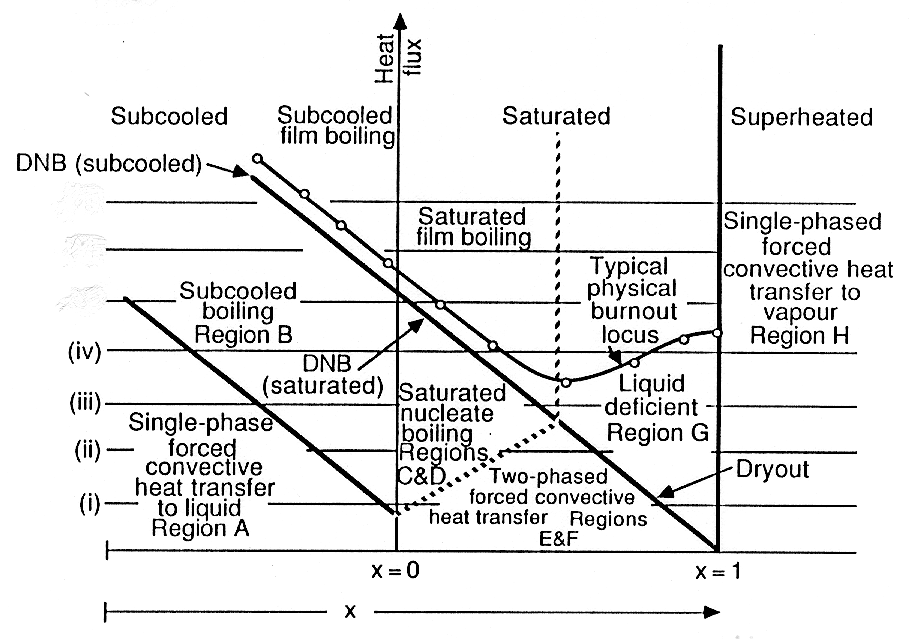 Heat
flux
Subcooled
Subcooled
film boiling
Saturated
Superheated
DNB (subcooled)
Saturated
film boiling
Single-phased
forced
convective heat
transfer to
vapour
Region H
Typical
physical
burnout
locus
Subcooled
boiling
Region B
(iv)
DNB
(saturated)
(iii)
Saturated
nucleate
boiling
Regions
C&D
Liquid
deficient
Region G
Single-phase
forced
convective
heat transfer
to liquid
Region A
(ii)
Two-phased
forced convective
heat transfer Regions
E&F
Dryout
(i)
x=0
x=1
x